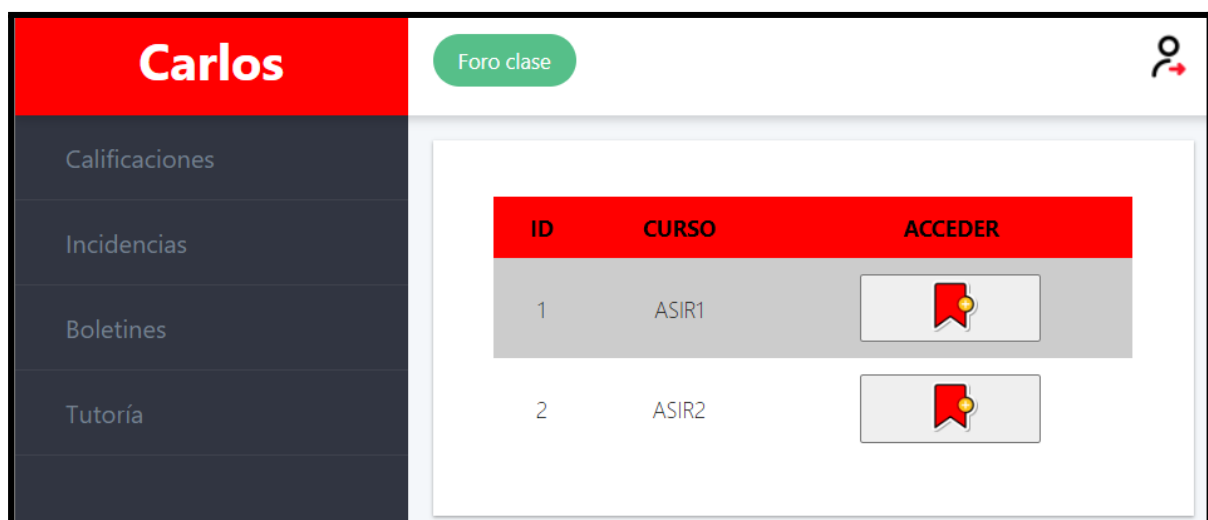 Carlos
Foro clase
Calificaciones
Incidencias
Boletines
Tutoría
ID CURSO ACCEDER
1 ASIR1
2 ASIR2